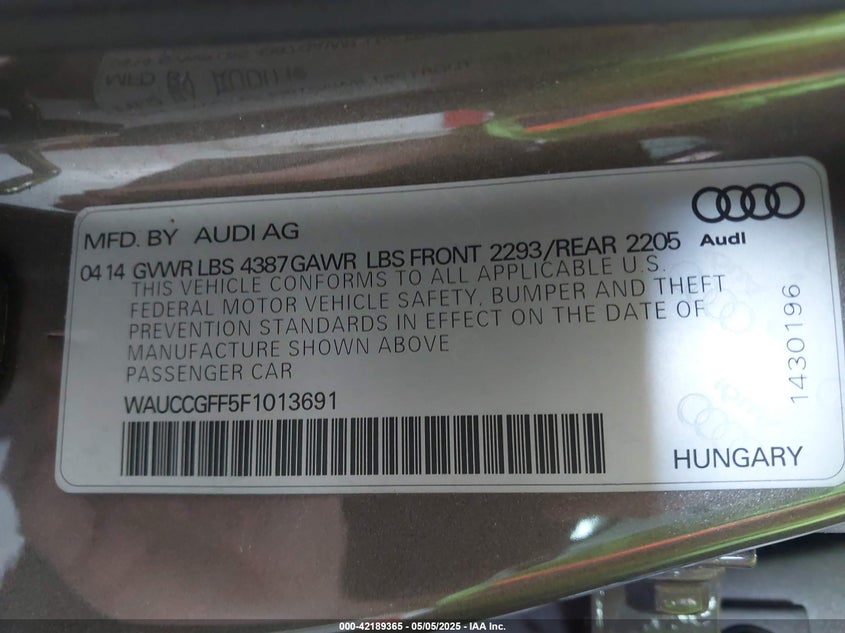 MFD. BY AUDI AG
Audi
04 14 GVWR LBS 4387 GAWR LBS FRONT 2293/REAR 2205
THIS VEHICLE CONFORMS TO ALL APPLICABLE U.S.
FEDERAL MOTOR VEHICLE SAFETY, BUMPER AND THEFT
PREVENTION STANDARDS IN EFFECT ON THE DATE OF
MANUFACTURE SHOWN ABOVE
PASSENGER CAR
WAUCCGFF5F1013691
1430196
HUNGARY
000-42189365 - 05/05/2025 - IAA Inc.